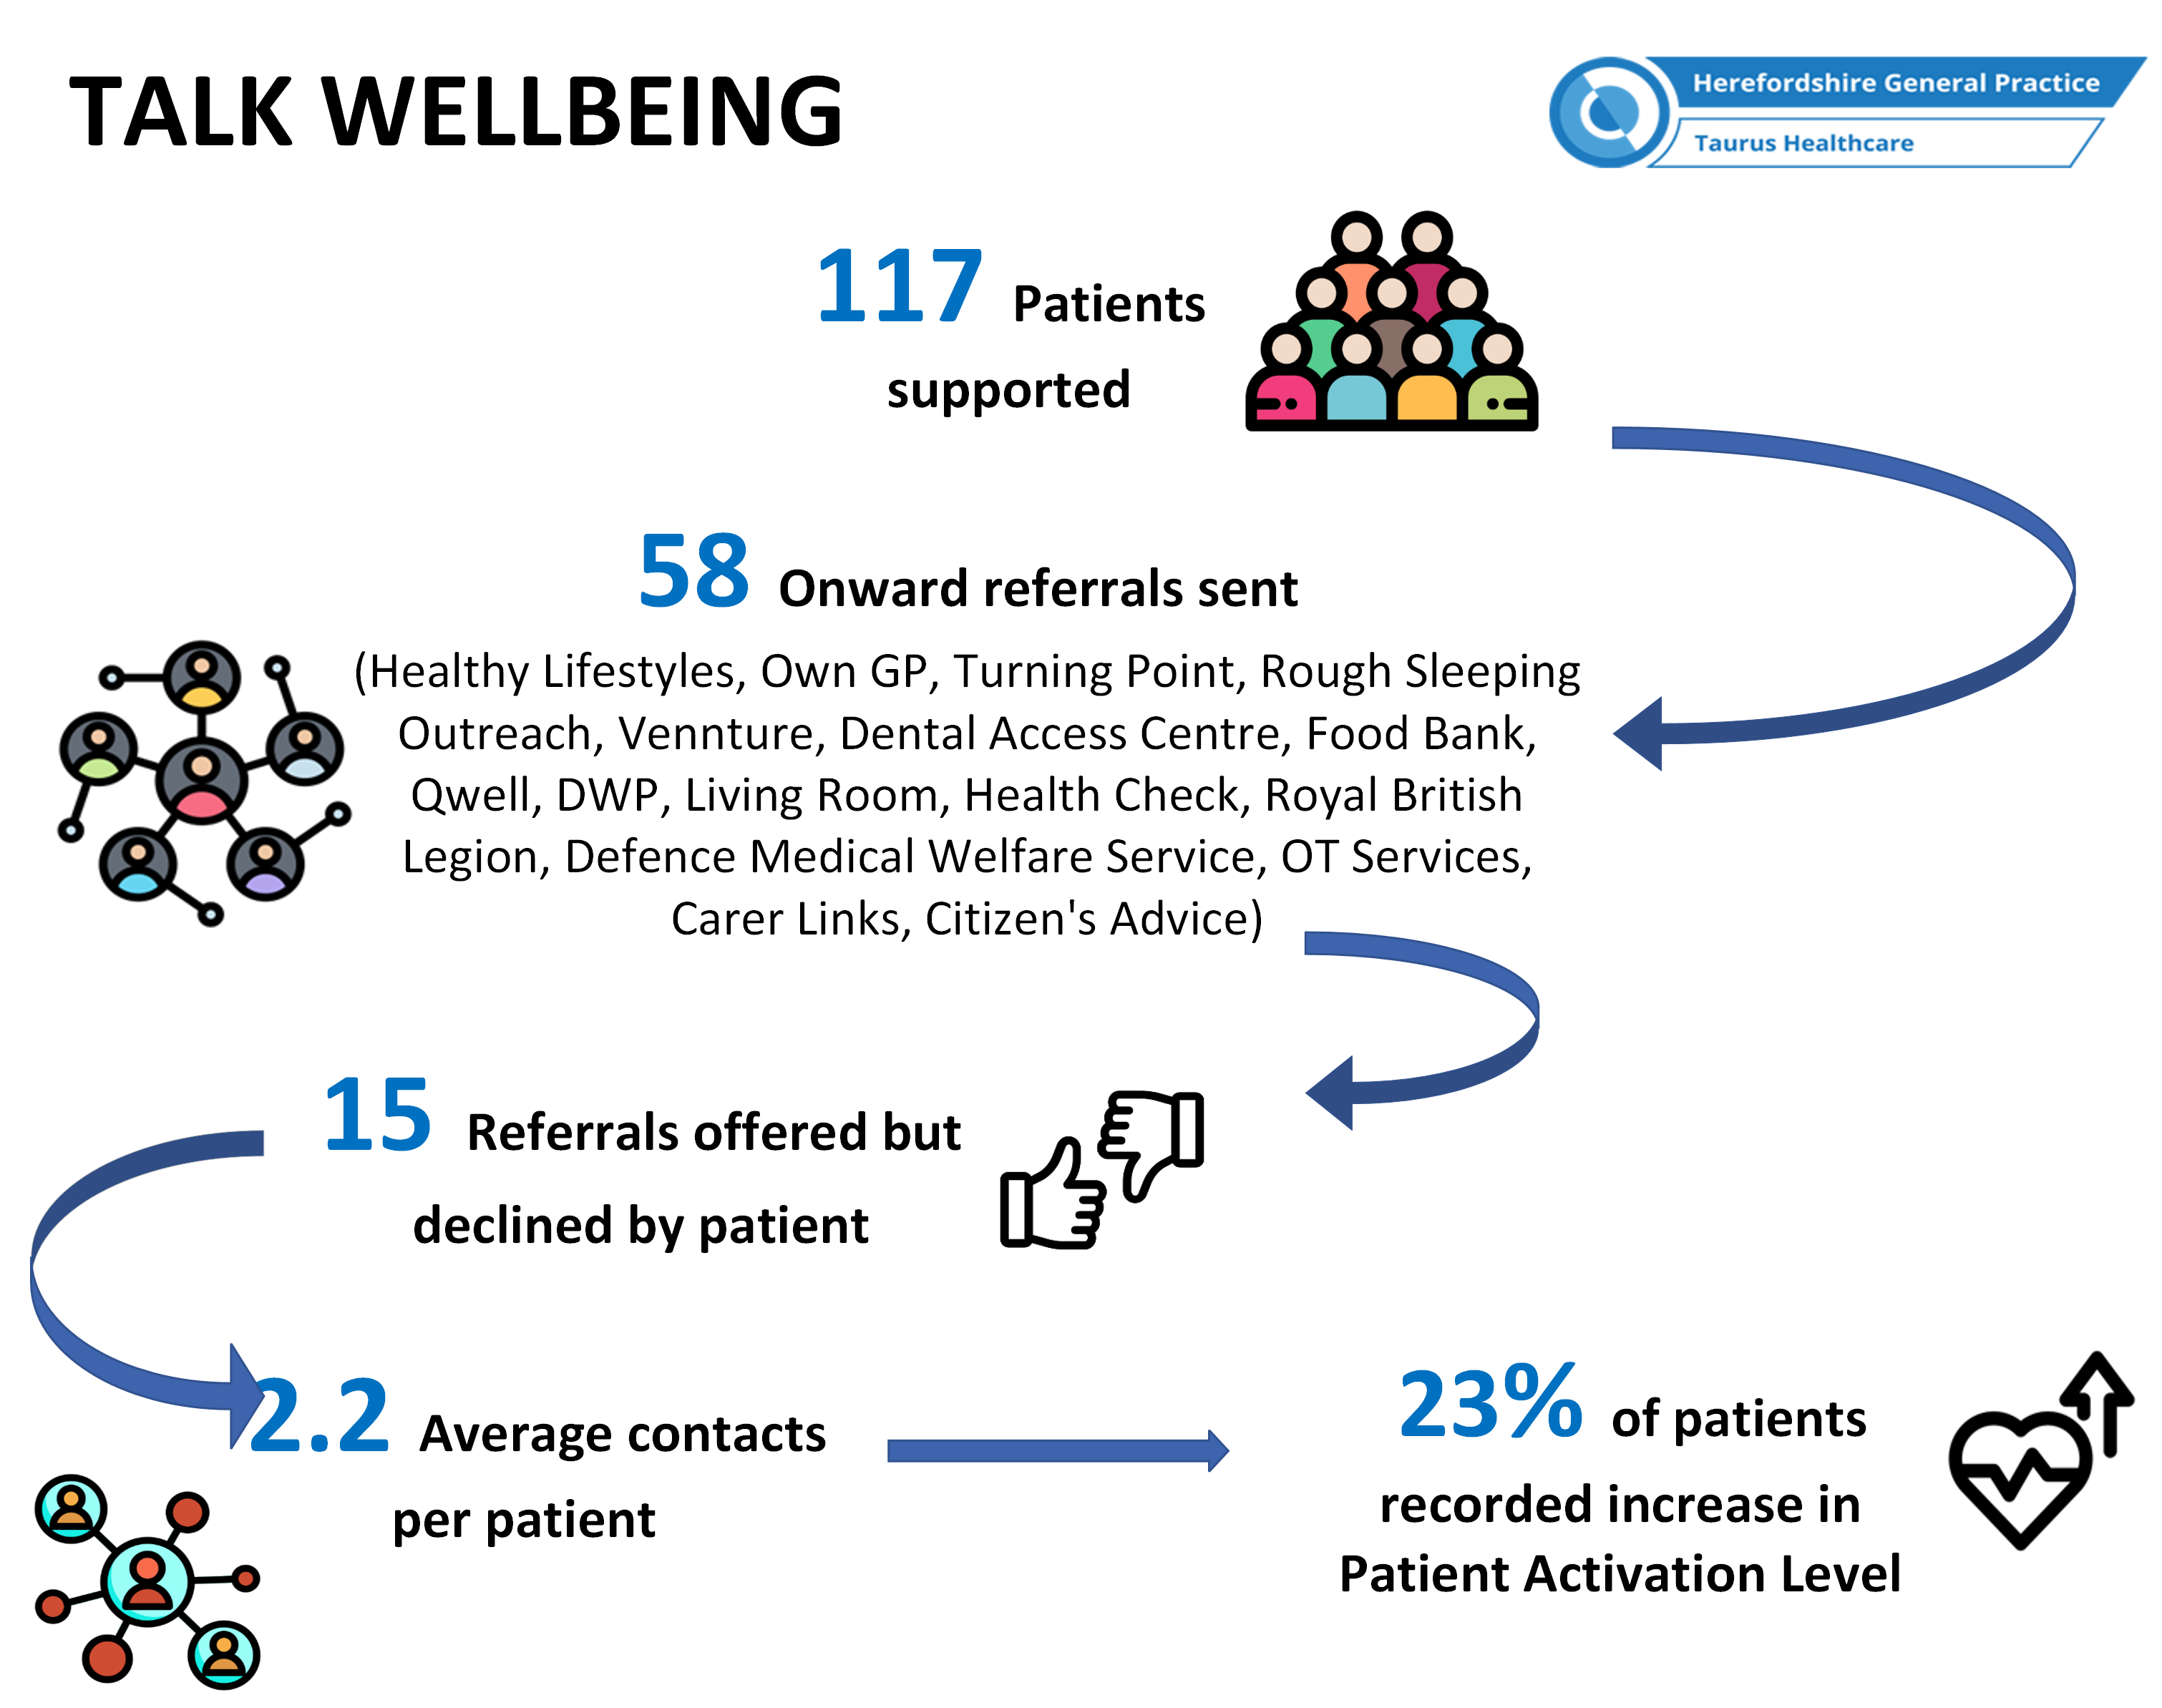 TALK WELLBEING
Herefordshire General Practice
Taurus Healthcare
117 Patients
supported
58 Onward referrals sent
(Healthy Lifestyles, Own GP, Turning Point, Rough Sleeping
Outreach, Vennture, Dental Access Centre, Food Bank,
Qwell, DWP, Living Room, Health Check, Royal British
Legion, Defence Medical Welfare Service, OT Services,
Carer Links, Citizen's Advice)
15 Referrals offered but
declined by patient
2.2 Average contacts
per patient
23% of patients
recorded increase in
Patient Activation Level